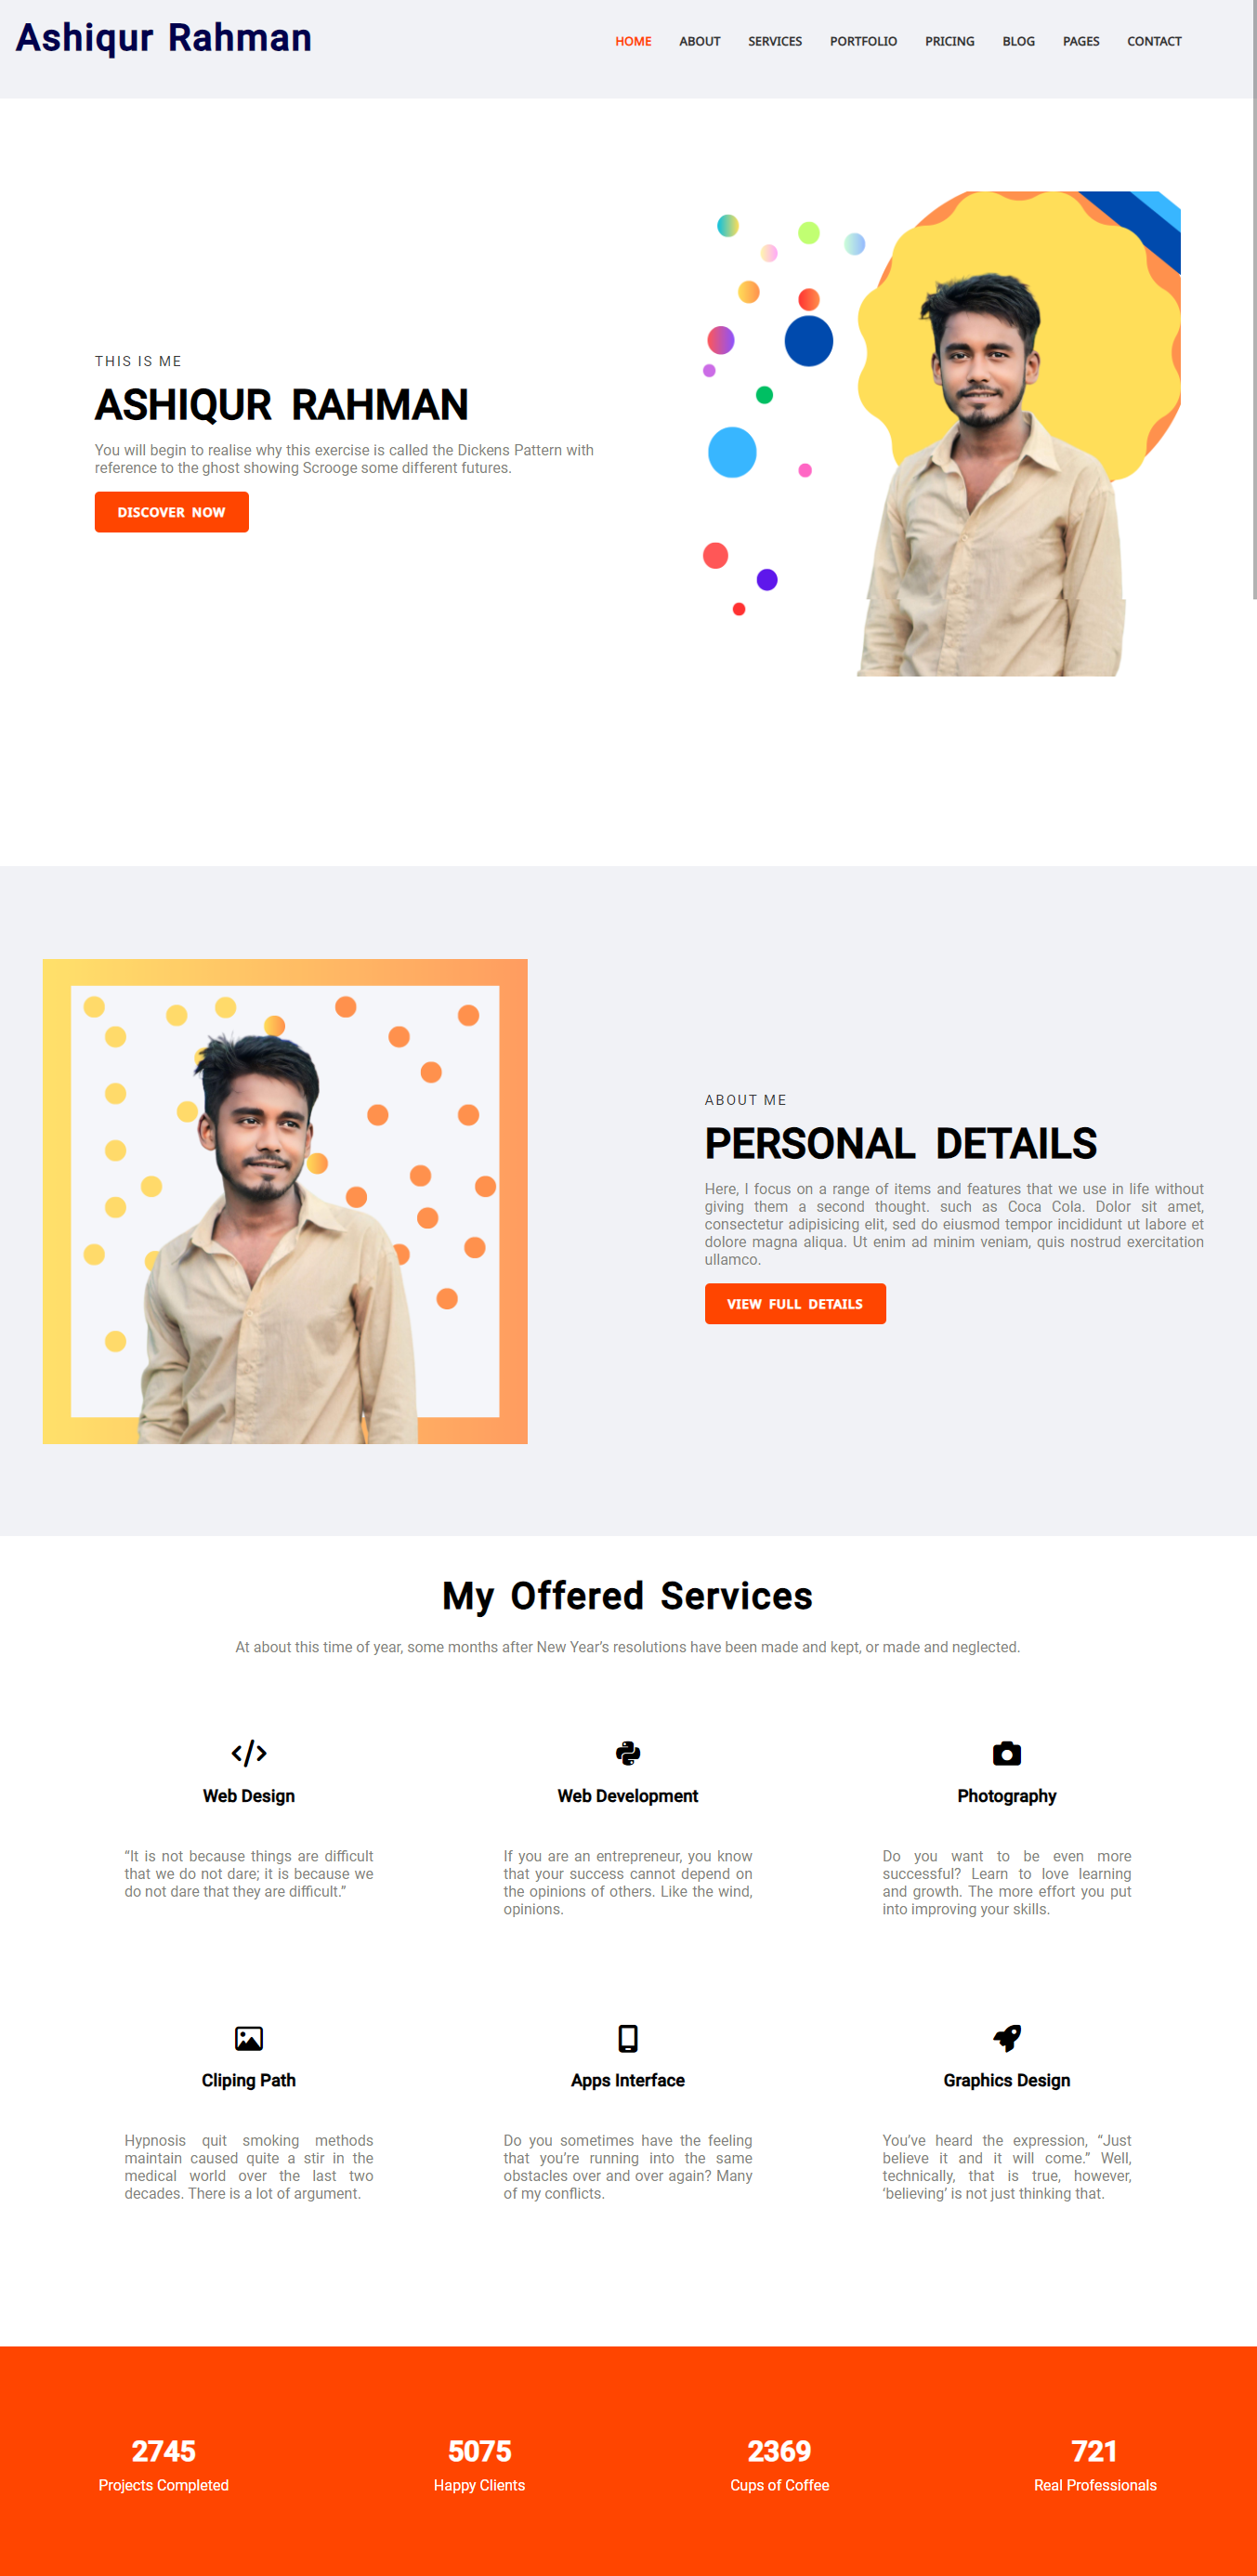 Ashiqur Rahman
HOME ABOUT SERVICES PORTFOLIO PRICING BLOG PAGES CONTACT
THIS IS ME
ASHIQUR RAHMAN
You will begin to realise why this exercise is called the Dickens Pattern with
reference to the ghost showing Scrooge some different futures.
DISCOVER NOW
ABOUT ME
PERSONAL DETAILS
Here, I focus on a range of items and features that we use in life without
giving them a second thought. such as Coca Cola. Dolor sit amet,
consectetur adipisicing elit, sed do eiusmod tempor incididunt ut labore et
dolore magna aliqua. Ut enim ad minim veniam, quis nostrud exercitation
ullamco.
VIEW FULL DETAILS
My Offered Services
At about this time of year, some months after New Year’s resolutions have been made and kept, or made and neglected.
Web Design
“It is not because things are difficult
that we do not dare; it is because we
do not dare that they are difficult.”
Web Development
If you are an entrepreneur, you know
that your success cannot depend on
the opinions of others. Like the wind,
opinions.
Photography
Do you want to be even more
successful? Learn to love learning
and growth. The more effort you put
into improving your skills.
Cliping Path
Hypnosis quit smoking methods
maintain caused quite a stir in the
medical world over the last two
decades. There is a lot of argument.
Apps Interface
Do you sometimes have the feeling
that you’re running into the same
obstacles over and over again? Many
of my conflicts.
Graphics Design
You’ve heard the expression, “Just
believe it and it will come.” Well,
technically, that is true, however,
‘believing’ is not just thinking that.
2745
Projects Completed
5075
Happy Clients
2369
Cups of Coffee
721
Real Professionals